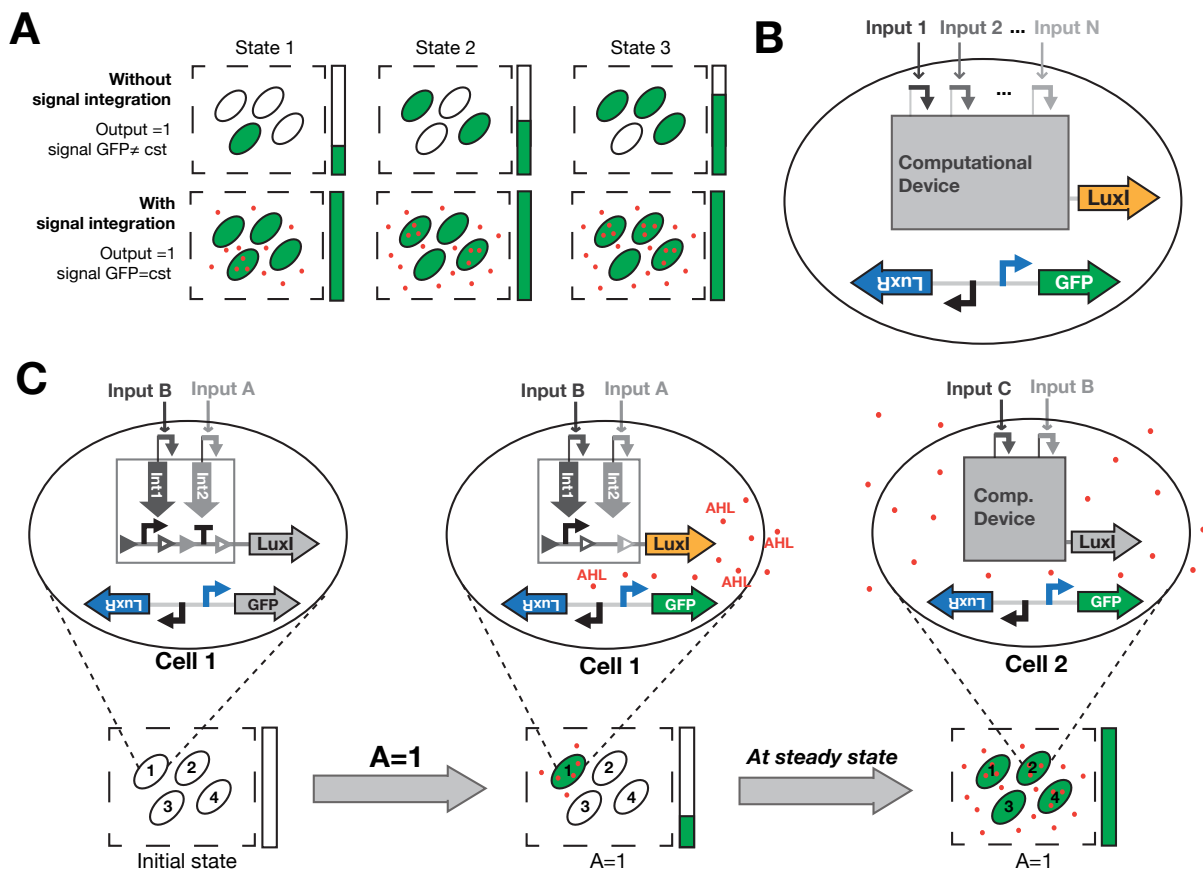 A
State 1
State 2
State 3
Without
signal integration
Output =1
signal GFP≠ cst
With
signal integration
Output =1
signal GFP=cst
B
Input 1
Input 2
...
Input N
...
Computational
Device
LuxI
LuxR
GFP
C
Input B
Input A
Int1
Int2
LuxI
LuxR
GFP
Cell 1
Input B
Input A
Int1
Int2
LuxI
AHL
AHL
AHL
AHL
LuxR
GFP
Cell 1
Input C
Input B
Comp.
Device
LuxI
LuxR
GFP
Cell 2
1
2
3
4
Initial state
A=1
1
2
3
4
A=1
At steady state
1
2
3
4
A=1